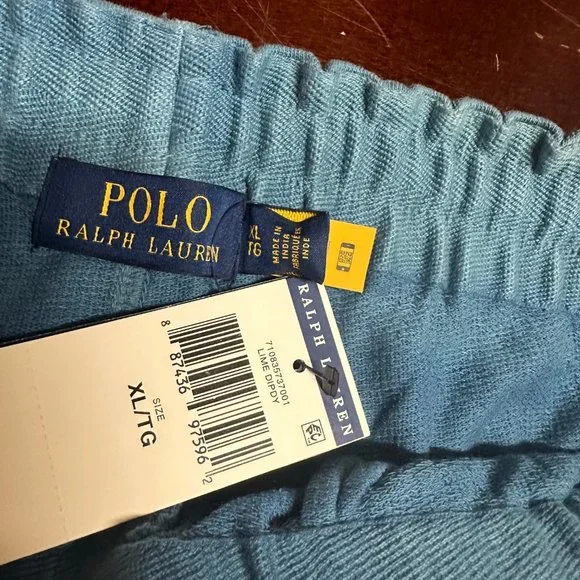 POLO
RALPH LAUREN
XL
TG
MADE IN
INDIA
FABRIQUÉ EN
INDE
RALPH LAUREN
710835737001
LIME DIPDY
8 87436 97596 2
SIZE
XL/TG